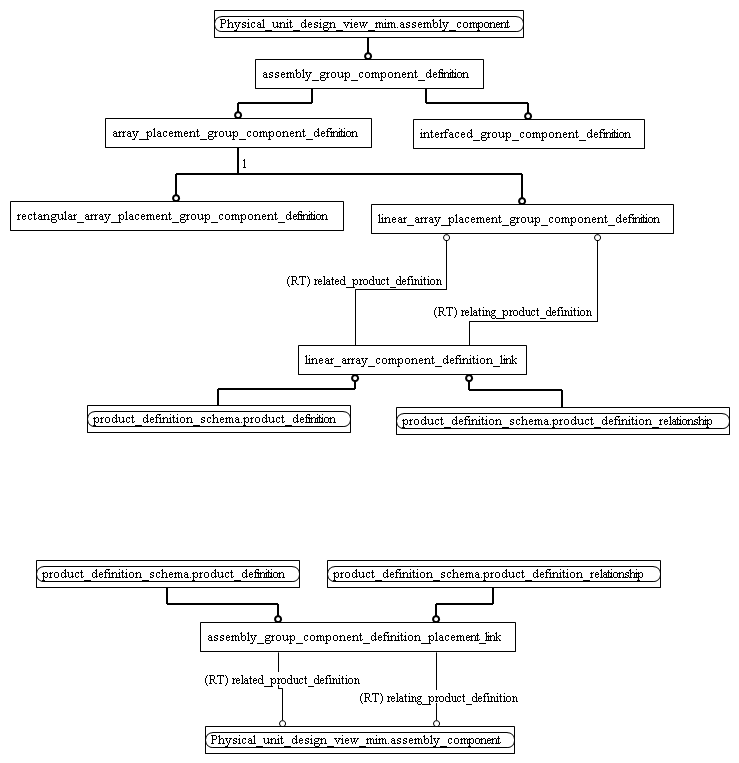 Physical_unit_design_view_mim.assembly_component
assembly_group_component_definition
array_placement_group_component_definition
interfaced_group_component_definition
1
rectangular_array_placement_group_component_definition
linear_array_placement_group_component_definition
(RT) related_product_definition
(RT) relating_product_definition
linear_array_component_definition_link
product_definition_schema.product_definition
product_definition_schema.product_definition_relationship
product_definition_schema.product_definition
product_definition_schema.product_definition_relationship
assembly_group_component_definition_placement_link
(RT) related_product_definition
(RT) relating_product_definition
Physical_unit_design_view_mim.assembly_component